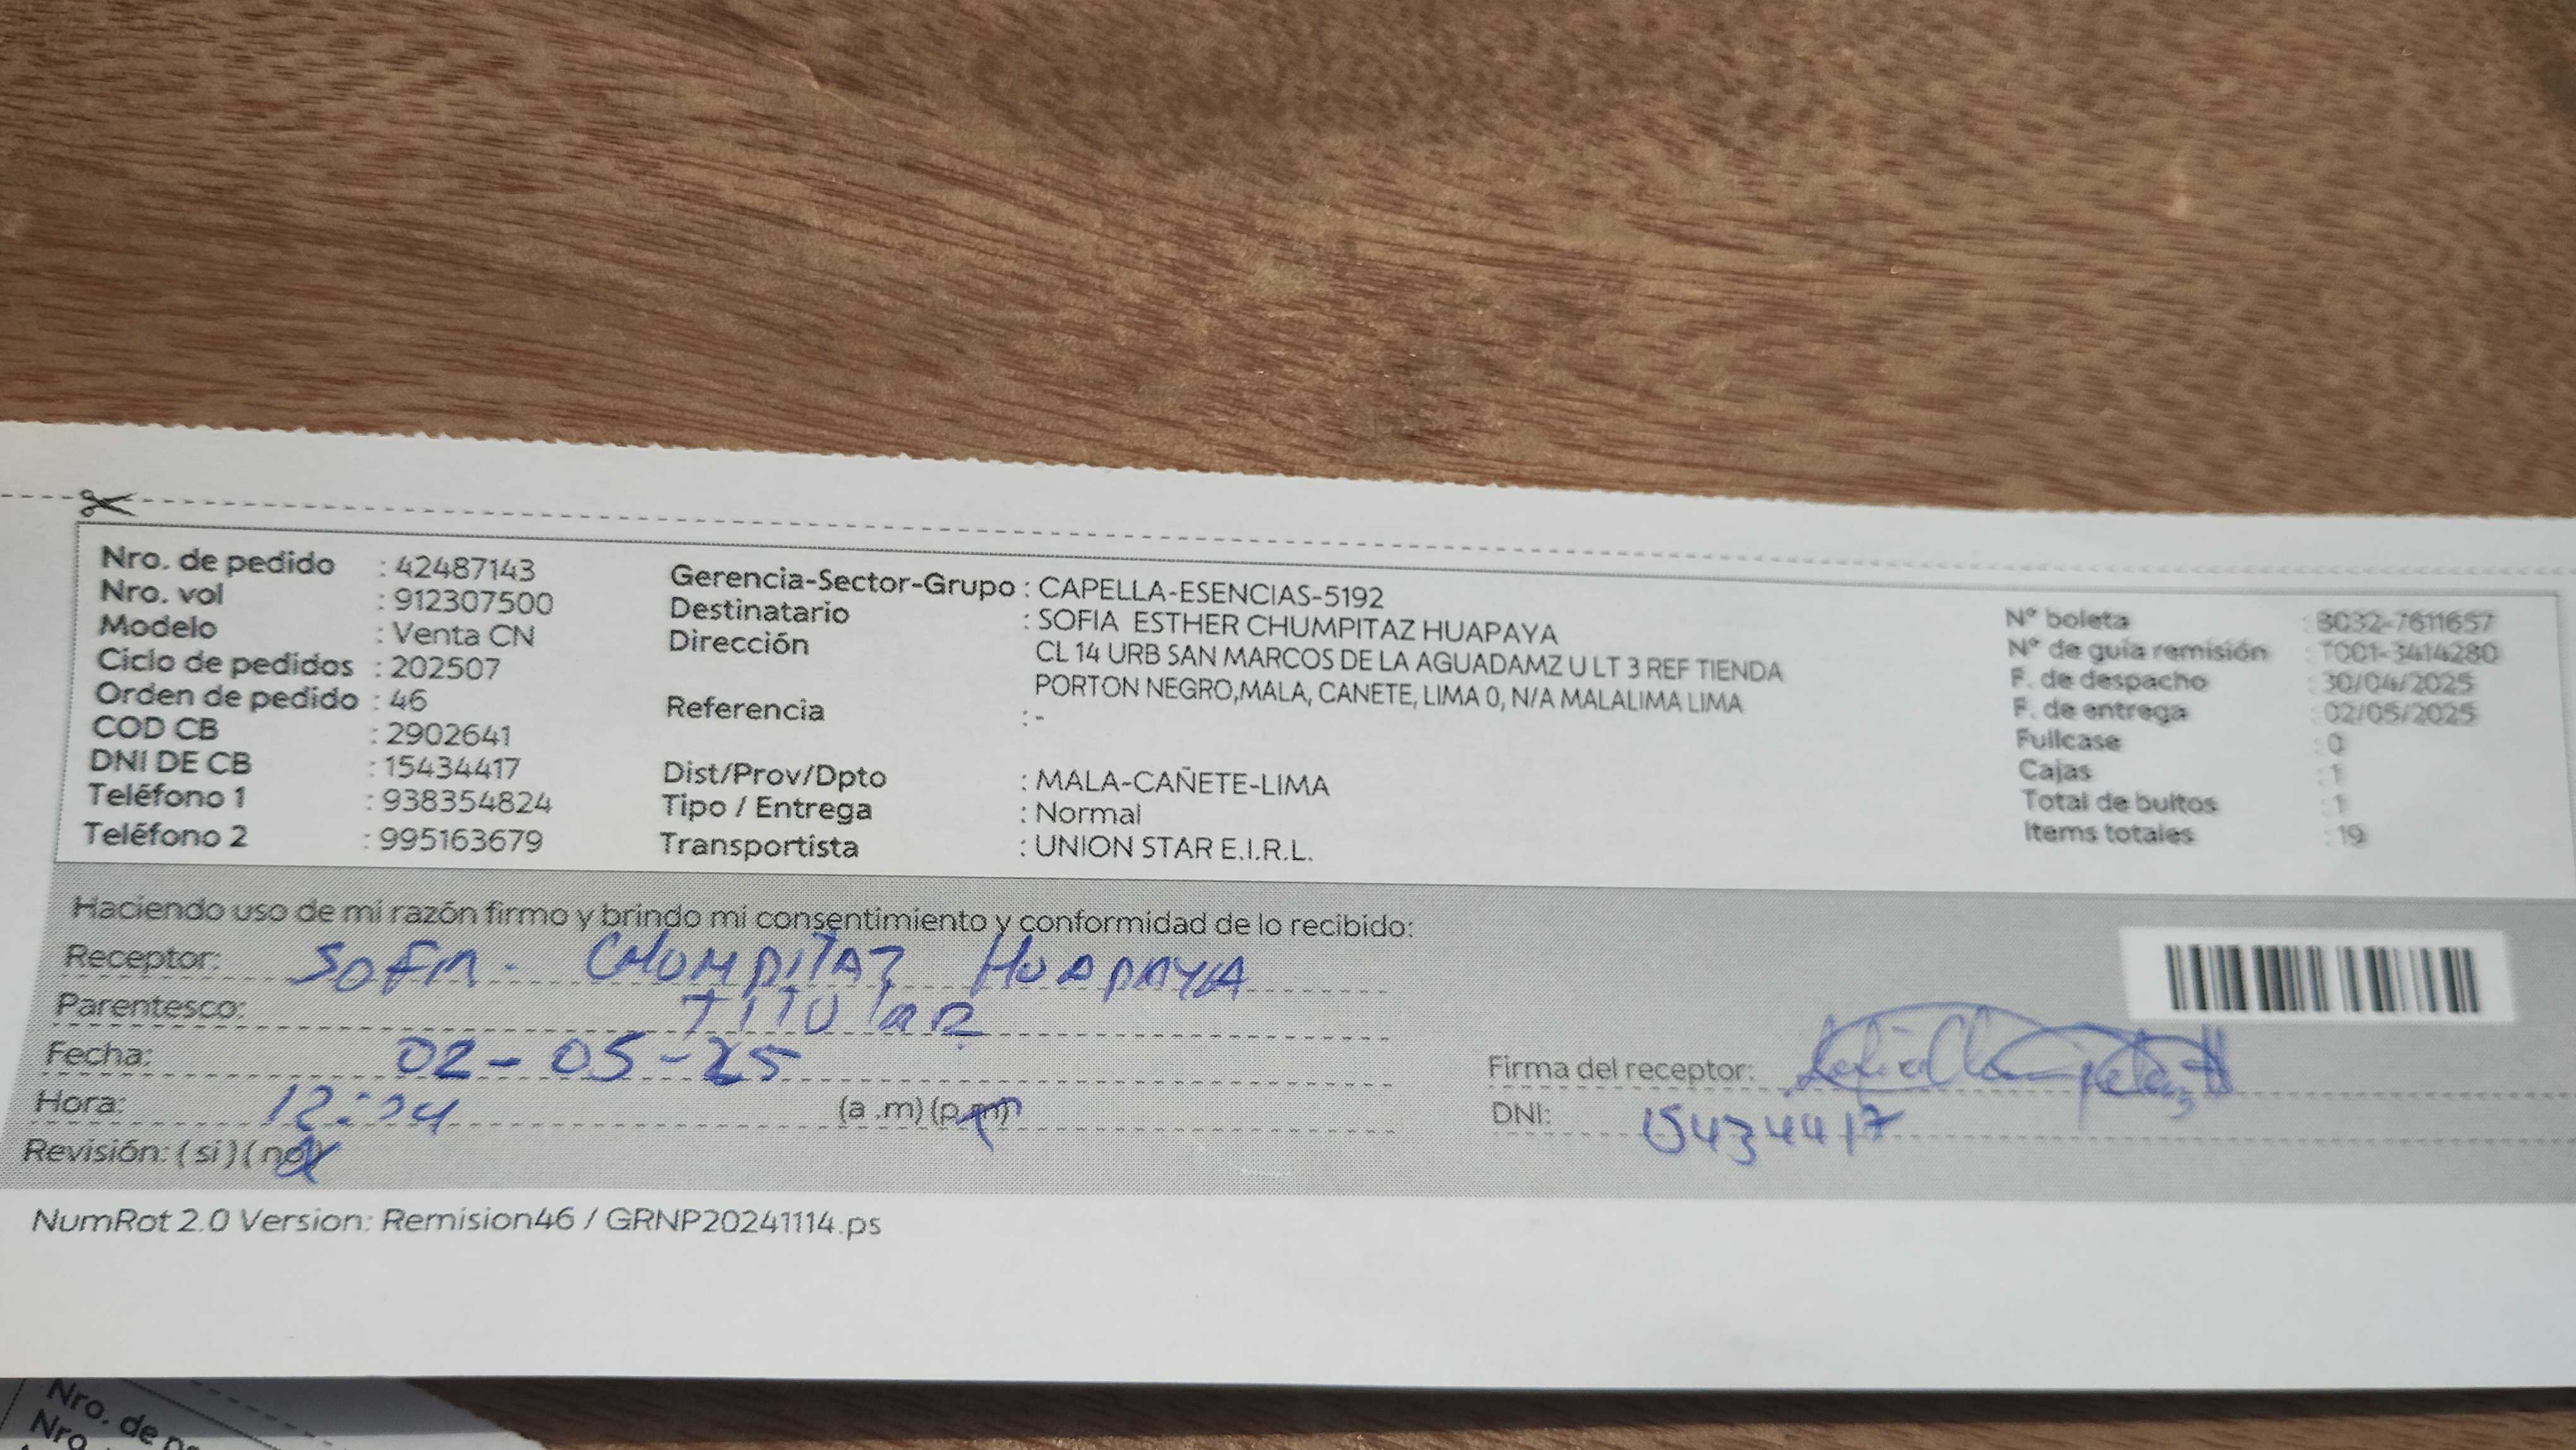 Nro. de pedido : 42487143
Nro. vol : 912307500
Modelo : Venta CN
Ciclo de pedidos : 202507
Orden de pedido : 46
COD CB : 2902641
DNI DE CB : 15434417
Teléfono 1 : 938354824
Teléfono 2 : 995163679
Gerencia-Sector-Grupo : CAPELLA-ESENCIAS-5192
Destinatario : SOFIA ESTHER CHUMPITAZ HUAPAYA
Dirección CL 14 URB SAN MARCOS DE LA AGUADAMZ U LT 3 REF TIENDA
PORTON NEGRO,MALA, CANETE, LIMA 0, N/A MALALIMA LIMA
Referencia : -
Dist/Prov/Dpto : MALA-CAÑETE-LIMA
Tipo / Entrega : Normal
Transportista : UNION STAR E.I.R.L.
N° boleta : B032-7611657
N° de guía remisión : T001-3414280
F. de despacho : 30/04/2025
F. de entrega : 02/05/2025
Fullcase : 0
Cajas : 1
Total de bultos : 1
Items totales : 19
Haciendo uso de mi razón firmo y brindo mi consentimiento y conformidad de lo recibido:
Receptor: SOFIA. CHUMPITAZ HUAPAYA
Parentesco: TITULAR
Fecha: 02-05-25
Hora: (a .m) (p.m)
Revisión: ( si ) ( no )
Firma del receptor:
DNI: 15434417
NumRot 2.0 Version: Remision46 / GRNP20241114.ps
Nro. de
Nro.